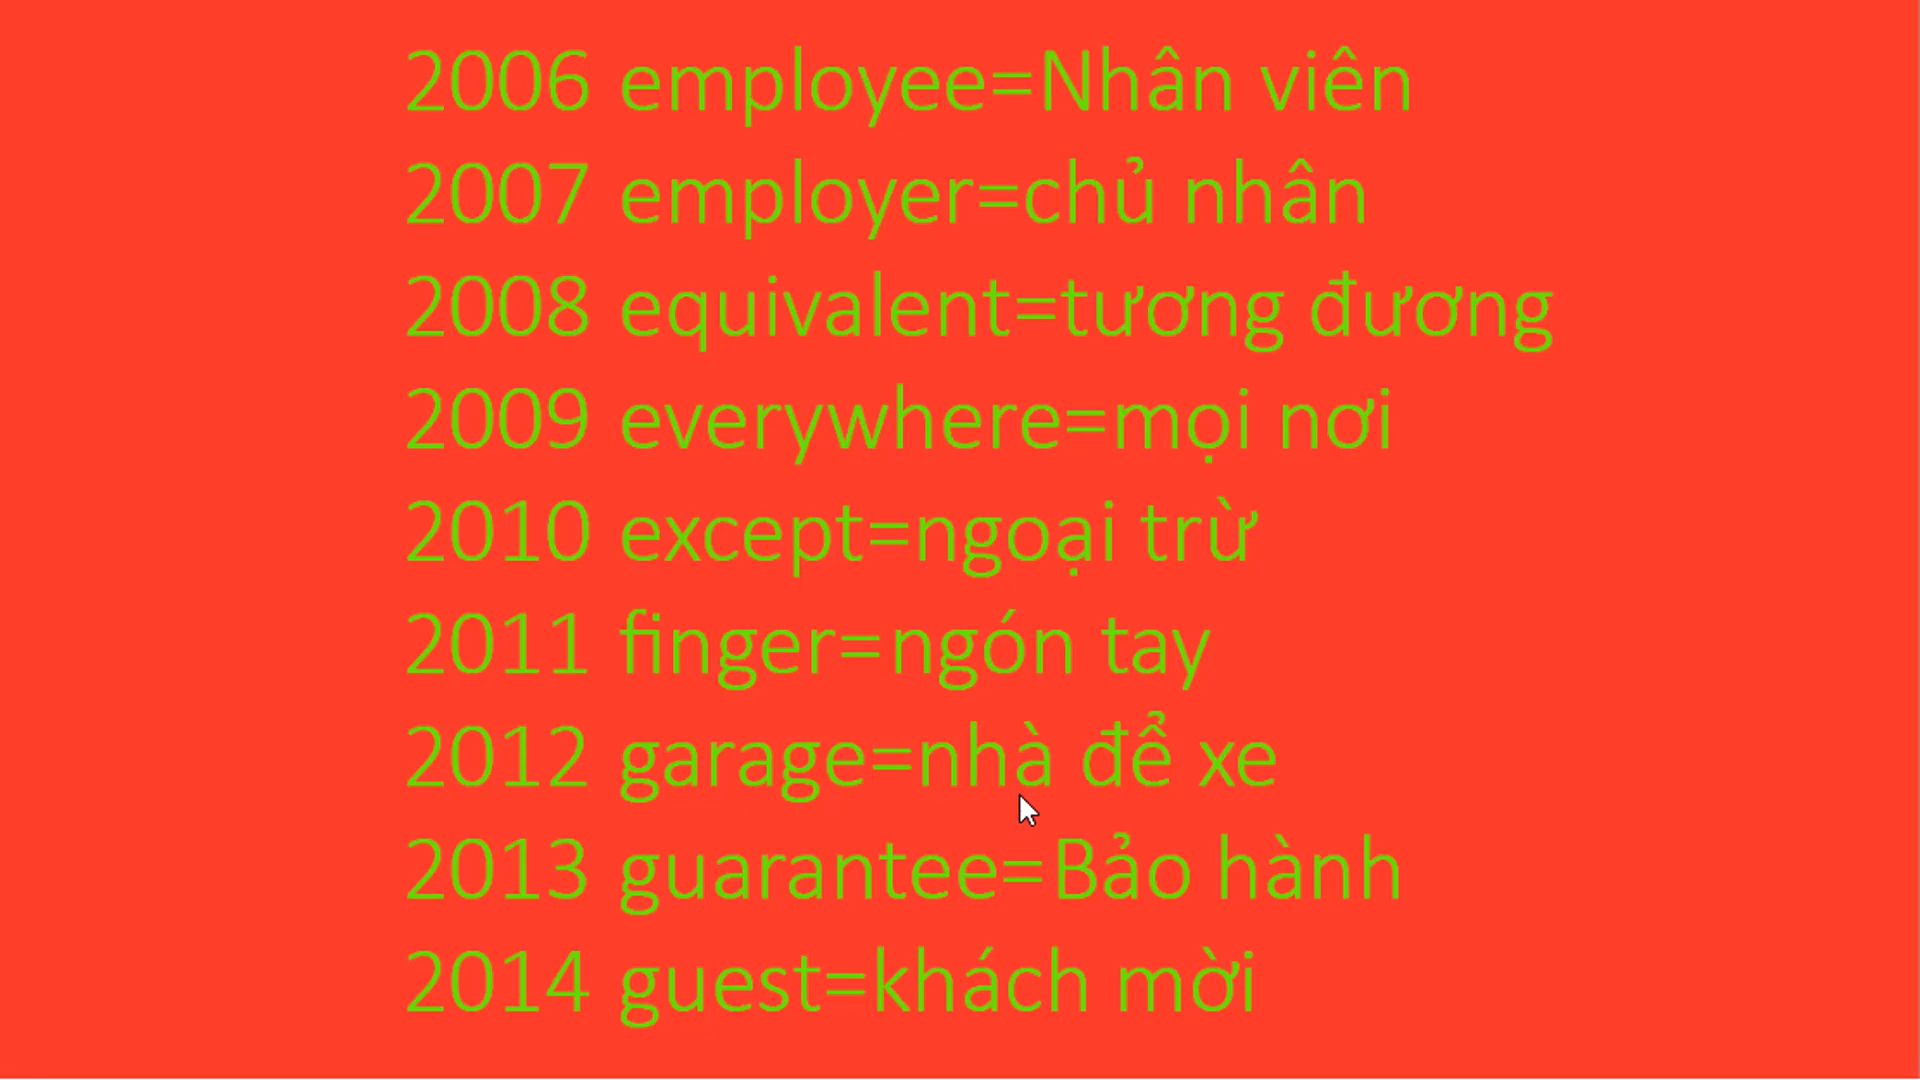 2006 employee=Nhân viên
2007 employer=chủ nhân
2008 equivalent=tương đương
2009 everywhere=mọi nơi
2010 except=ngoại trừ
2011 finger=ngón tay
2012 garage=nhà để xe
2013 guarantee=Bảo hành
2014 guest=khách mời